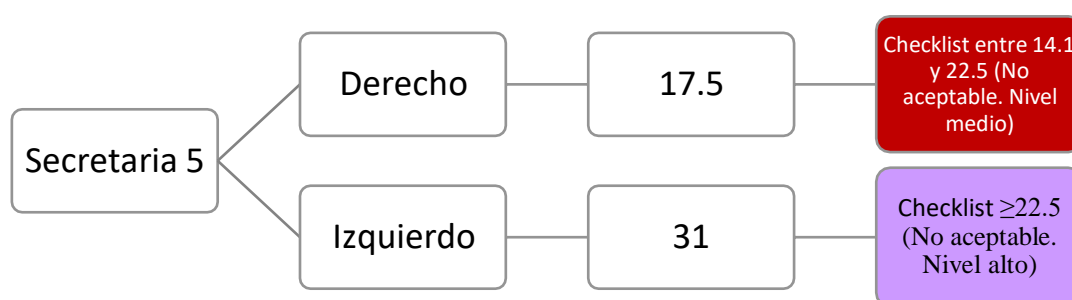 Secretaria 5
Derecho
17.5
Checklist entre 14.1
y 22.5 (No
aceptable. Nivel
medio)
Izquierdo
31
Checklist ≥22.5
(No aceptable.
Nivel alto)